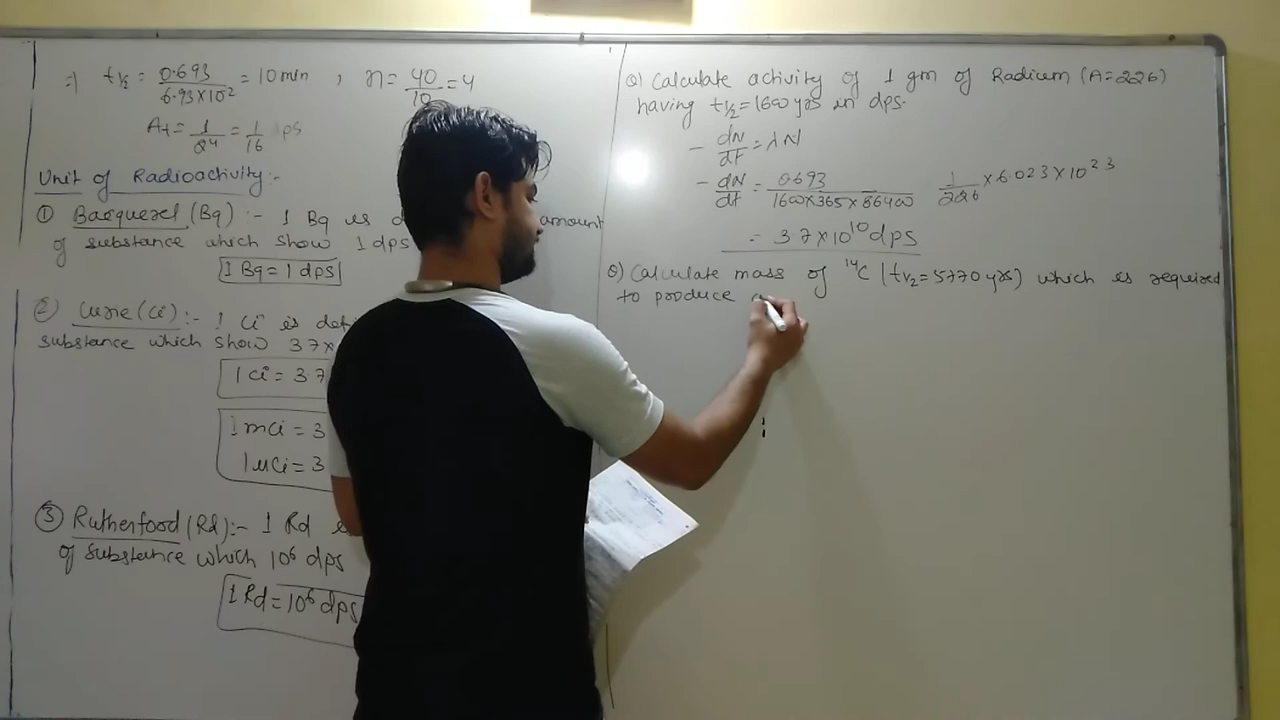 ⇒ t½ = 0.693/6.93×10² = 10 min , n = 40/10 = 4
At = 1/2⁴ = 1/16 dps
Unit of Radioactivity:-
① Bacquerel (Bq) :- 1 Bq is d amount
of substance which show 1 dps
1 Bq = 1 dps
② Curie (Ci) :- 1 Ci is defi
substance which show 3.7×
1 Ci = 3.7
1 mCi = 3
1 μCi = 3
③ Rutherford (Rd) :- 1 Rd is
of substance which 10⁶ dps
1 Rd = 10⁶ dps
Q) Calculate activity of 1 gm of Radium (A=226)
having t½ = 1600 yrs in dps.
- dN/dt = λN
- dN/dt = 0.693/1600×365×86400 1/226 × 6.023×10²³
= 3.7×10¹⁰ dps
Q) Calculate mass of ¹⁴C (t½ = 5770 yrs) which is required
to produce